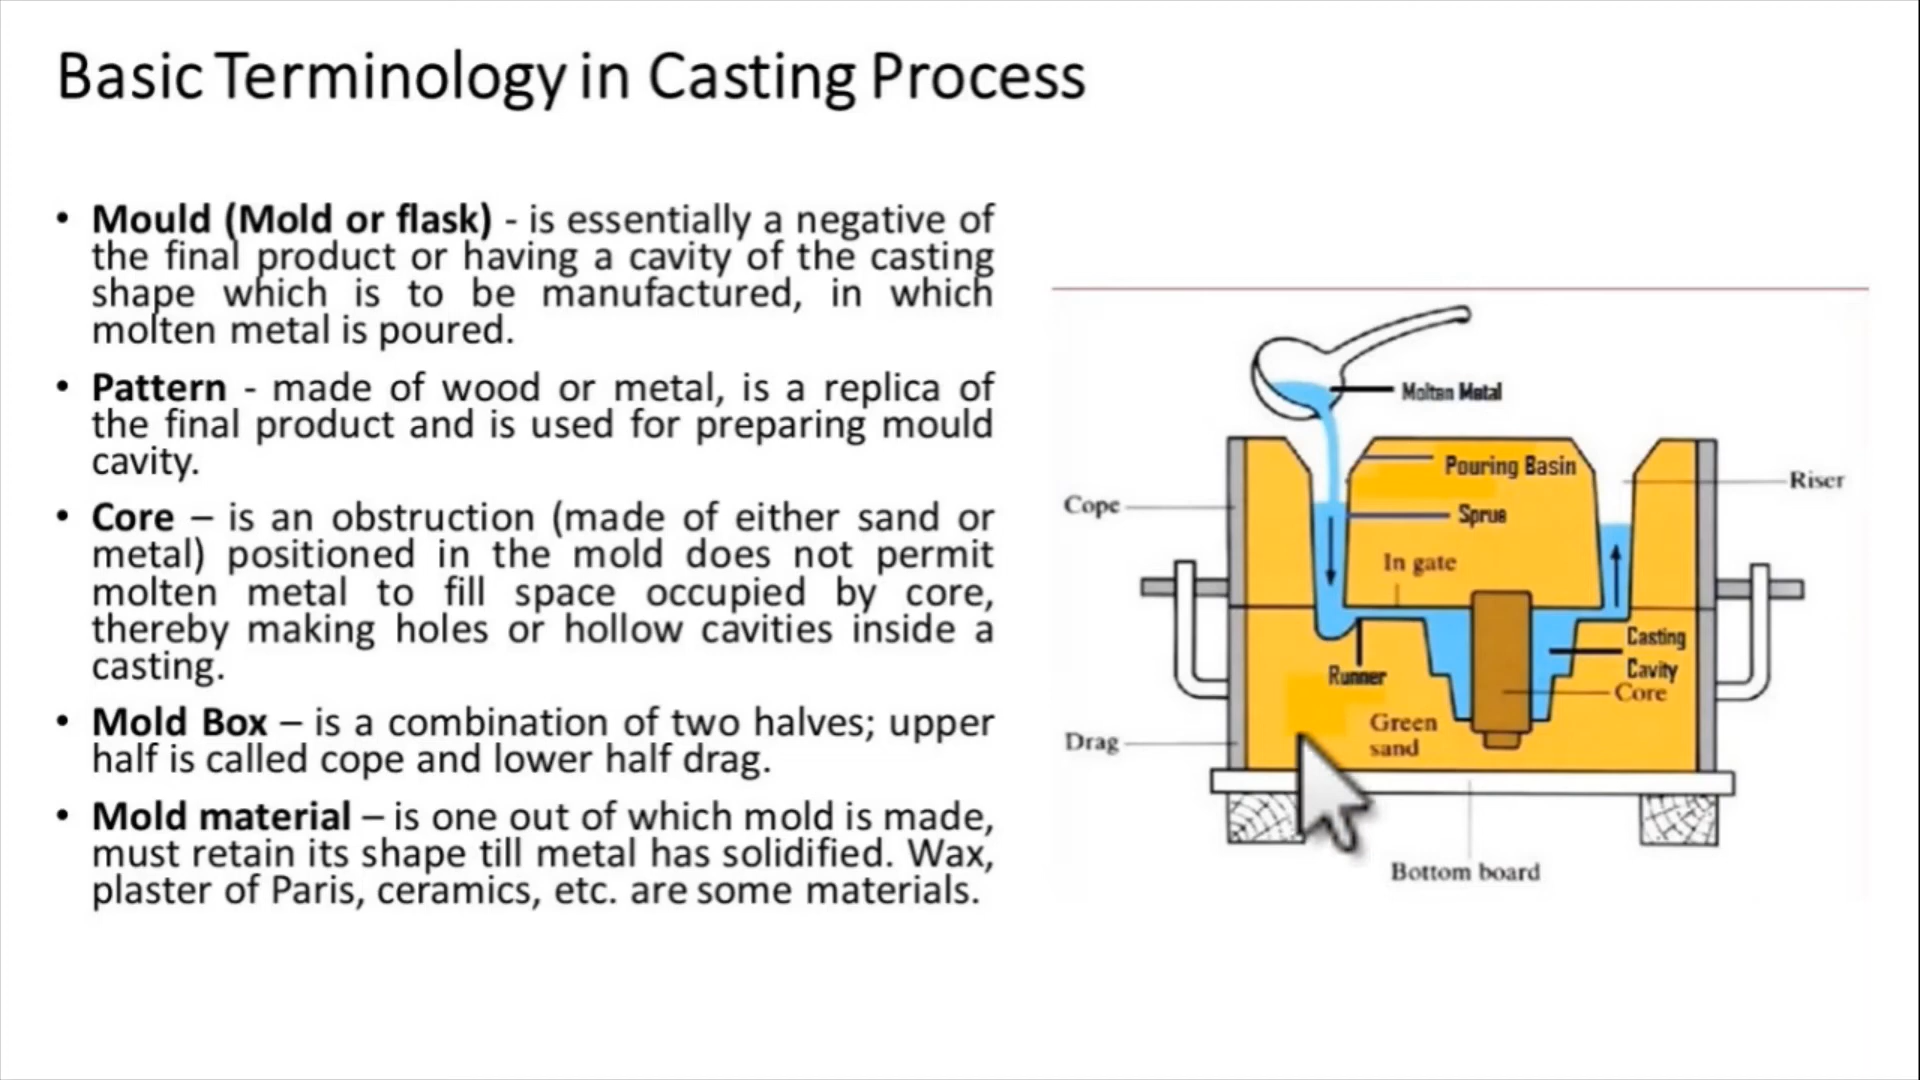 Basic Terminology in Casting Process
• Mould (Mold or flask) - is essentially a negative of
the final product or having a cavity of the casting
shape which is to be manufactured, in which
molten metal is poured.
• Pattern - made of wood or metal, is a replica of
the final product and is used for preparing mould
cavity.
• Core – is an obstruction (made of either sand or
metal) positioned in the mold does not permit
molten metal to fill space occupied by core,
thereby making holes or hollow cavities inside a
casting.
• Mold Box – is a combination of two halves; upper
half is called cope and lower half drag.
• Mold material – is one out of which mold is made,
must retain its shape till metal has solidified. Wax,
plaster of Paris, ceramics, etc. are some materials.
Molten Metal
Pouring Basin
Riser
Cope
Sprue
In gate
Casting
Cavity
Runner
Core
Green
sand
Drag
Bottom board